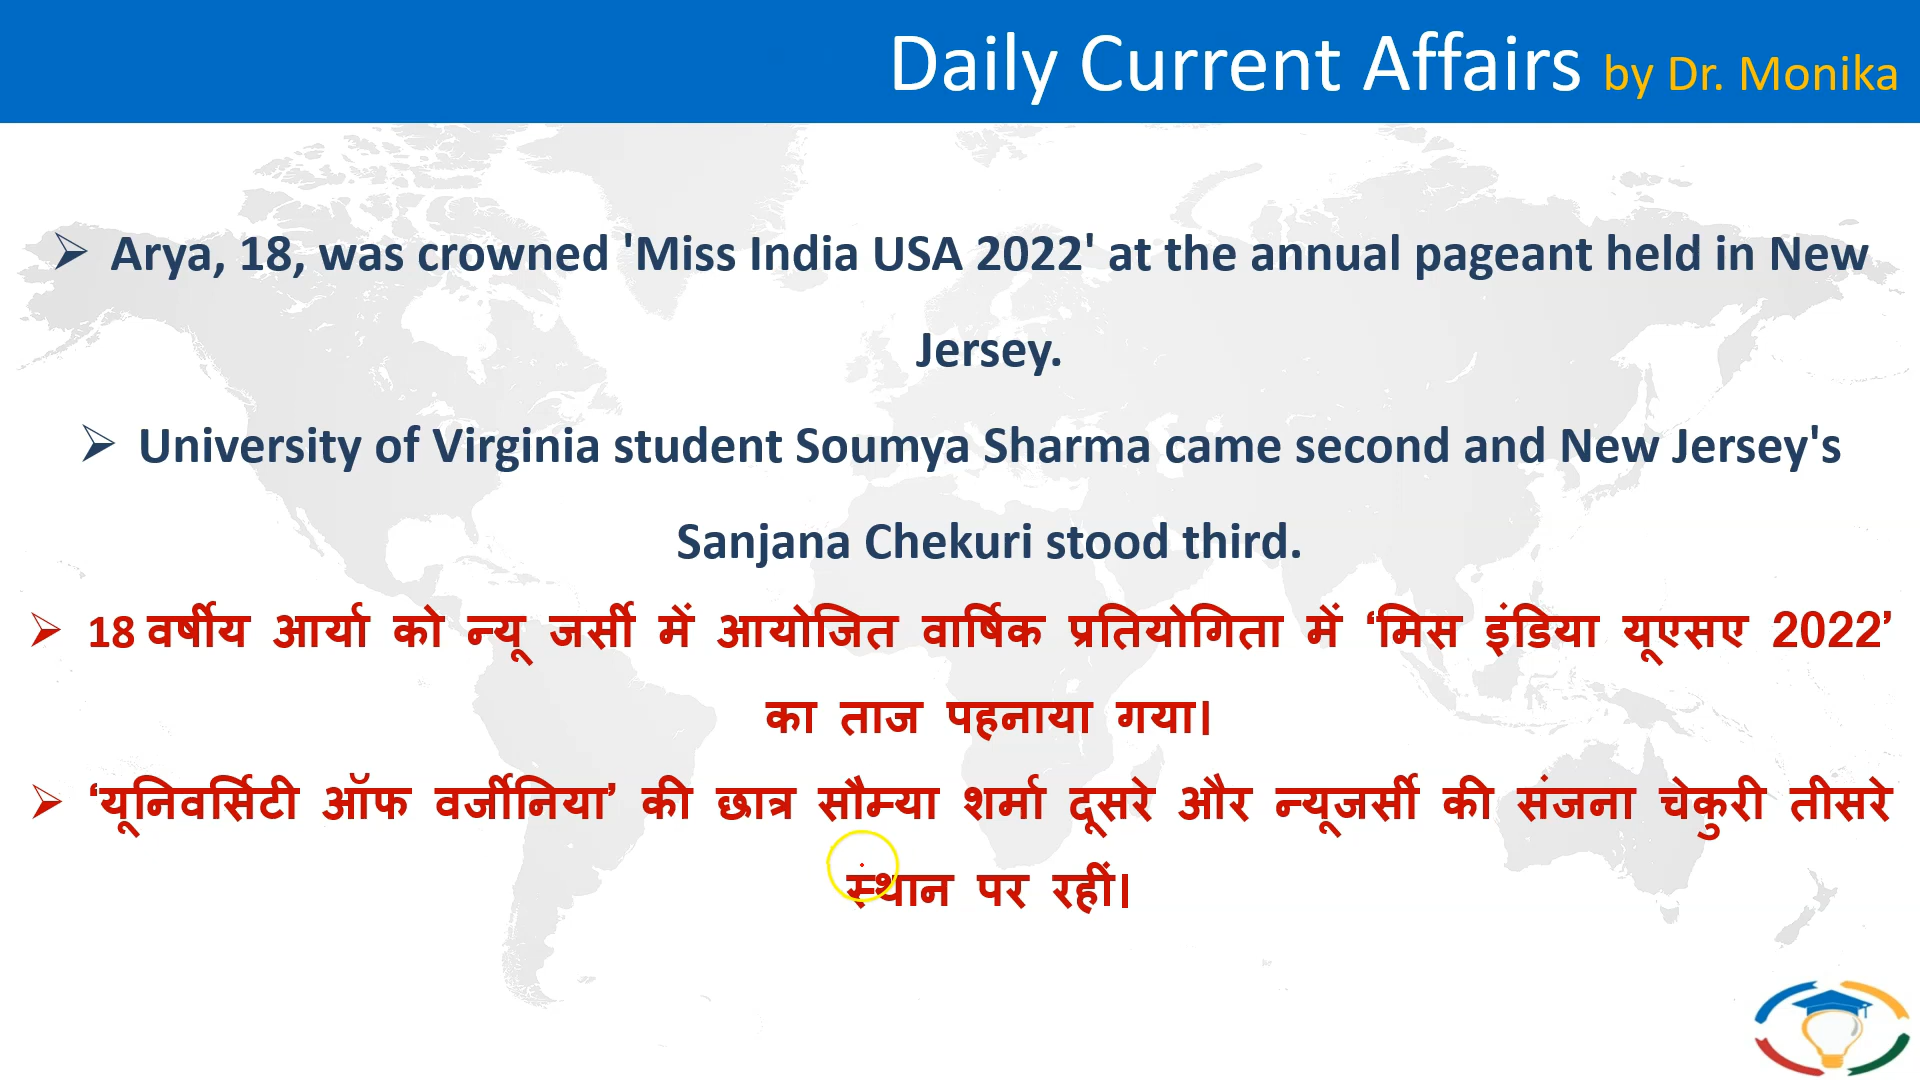 Daily Current Affairs by Dr. Monika
➢ Arya, 18, was crowned 'Miss India USA 2022' at the annual pageant held in New
Jersey.
➢ University of Virginia student Soumya Sharma came second and New Jersey's
Sanjana Chekuri stood third.
➢ 18 वर्षीय आर्या को न्यू जर्सी में आयोजित वार्षिक प्रतियोगिता में ‘मिस इंडिया यूएसए 2022’
का ताज पहनाया गया।
➢ ‘यूनिवर्सिटी ऑफ वर्जीनिया’ की छात्र सौम्या शर्मा दूसरे और न्यूजर्सी की संजना चेकुरी तीसरे
स्थान पर रहीं।